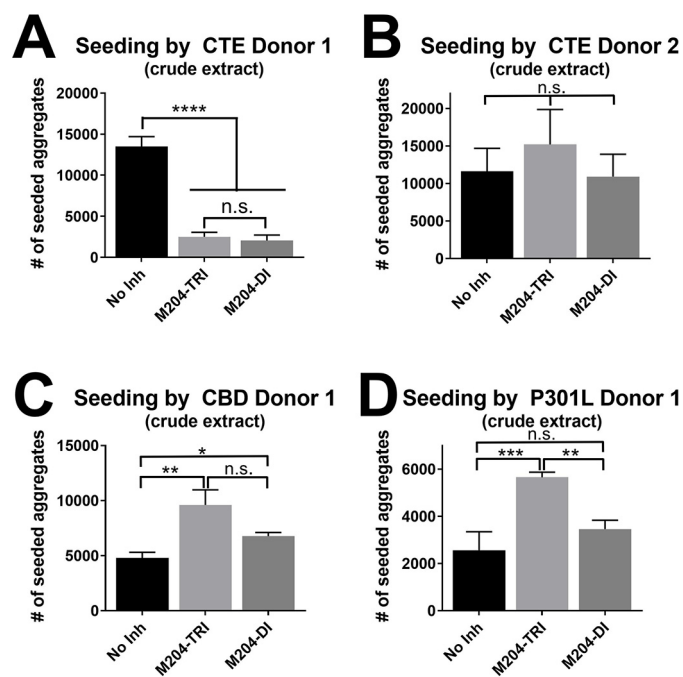 A
Seeding by CTE Donor 1
(crude extract)
# of seeded aggregates
20000
15000
10000
5000
0
****
n.s.
No Inh
M204-TRI
M204-DI
B
Seeding by CTE Donor 2
(crude extract)
# of seeded aggregates
20000
15000
10000
5000
0
n.s.
No Inh
M204-TRI
M204-DI
C
Seeding by CBD Donor 1
(crude extract)
# of seeded aggregates
15000
10000
5000
0
*
**
n.s.
No Inh
M204-TRI
M204-DI
D
Seeding by P301L Donor 1
(crude extract)
# of seeded aggregates
6000
4000
2000
0
n.s.
***
**
No Inh
M204-TRI
M204-DI